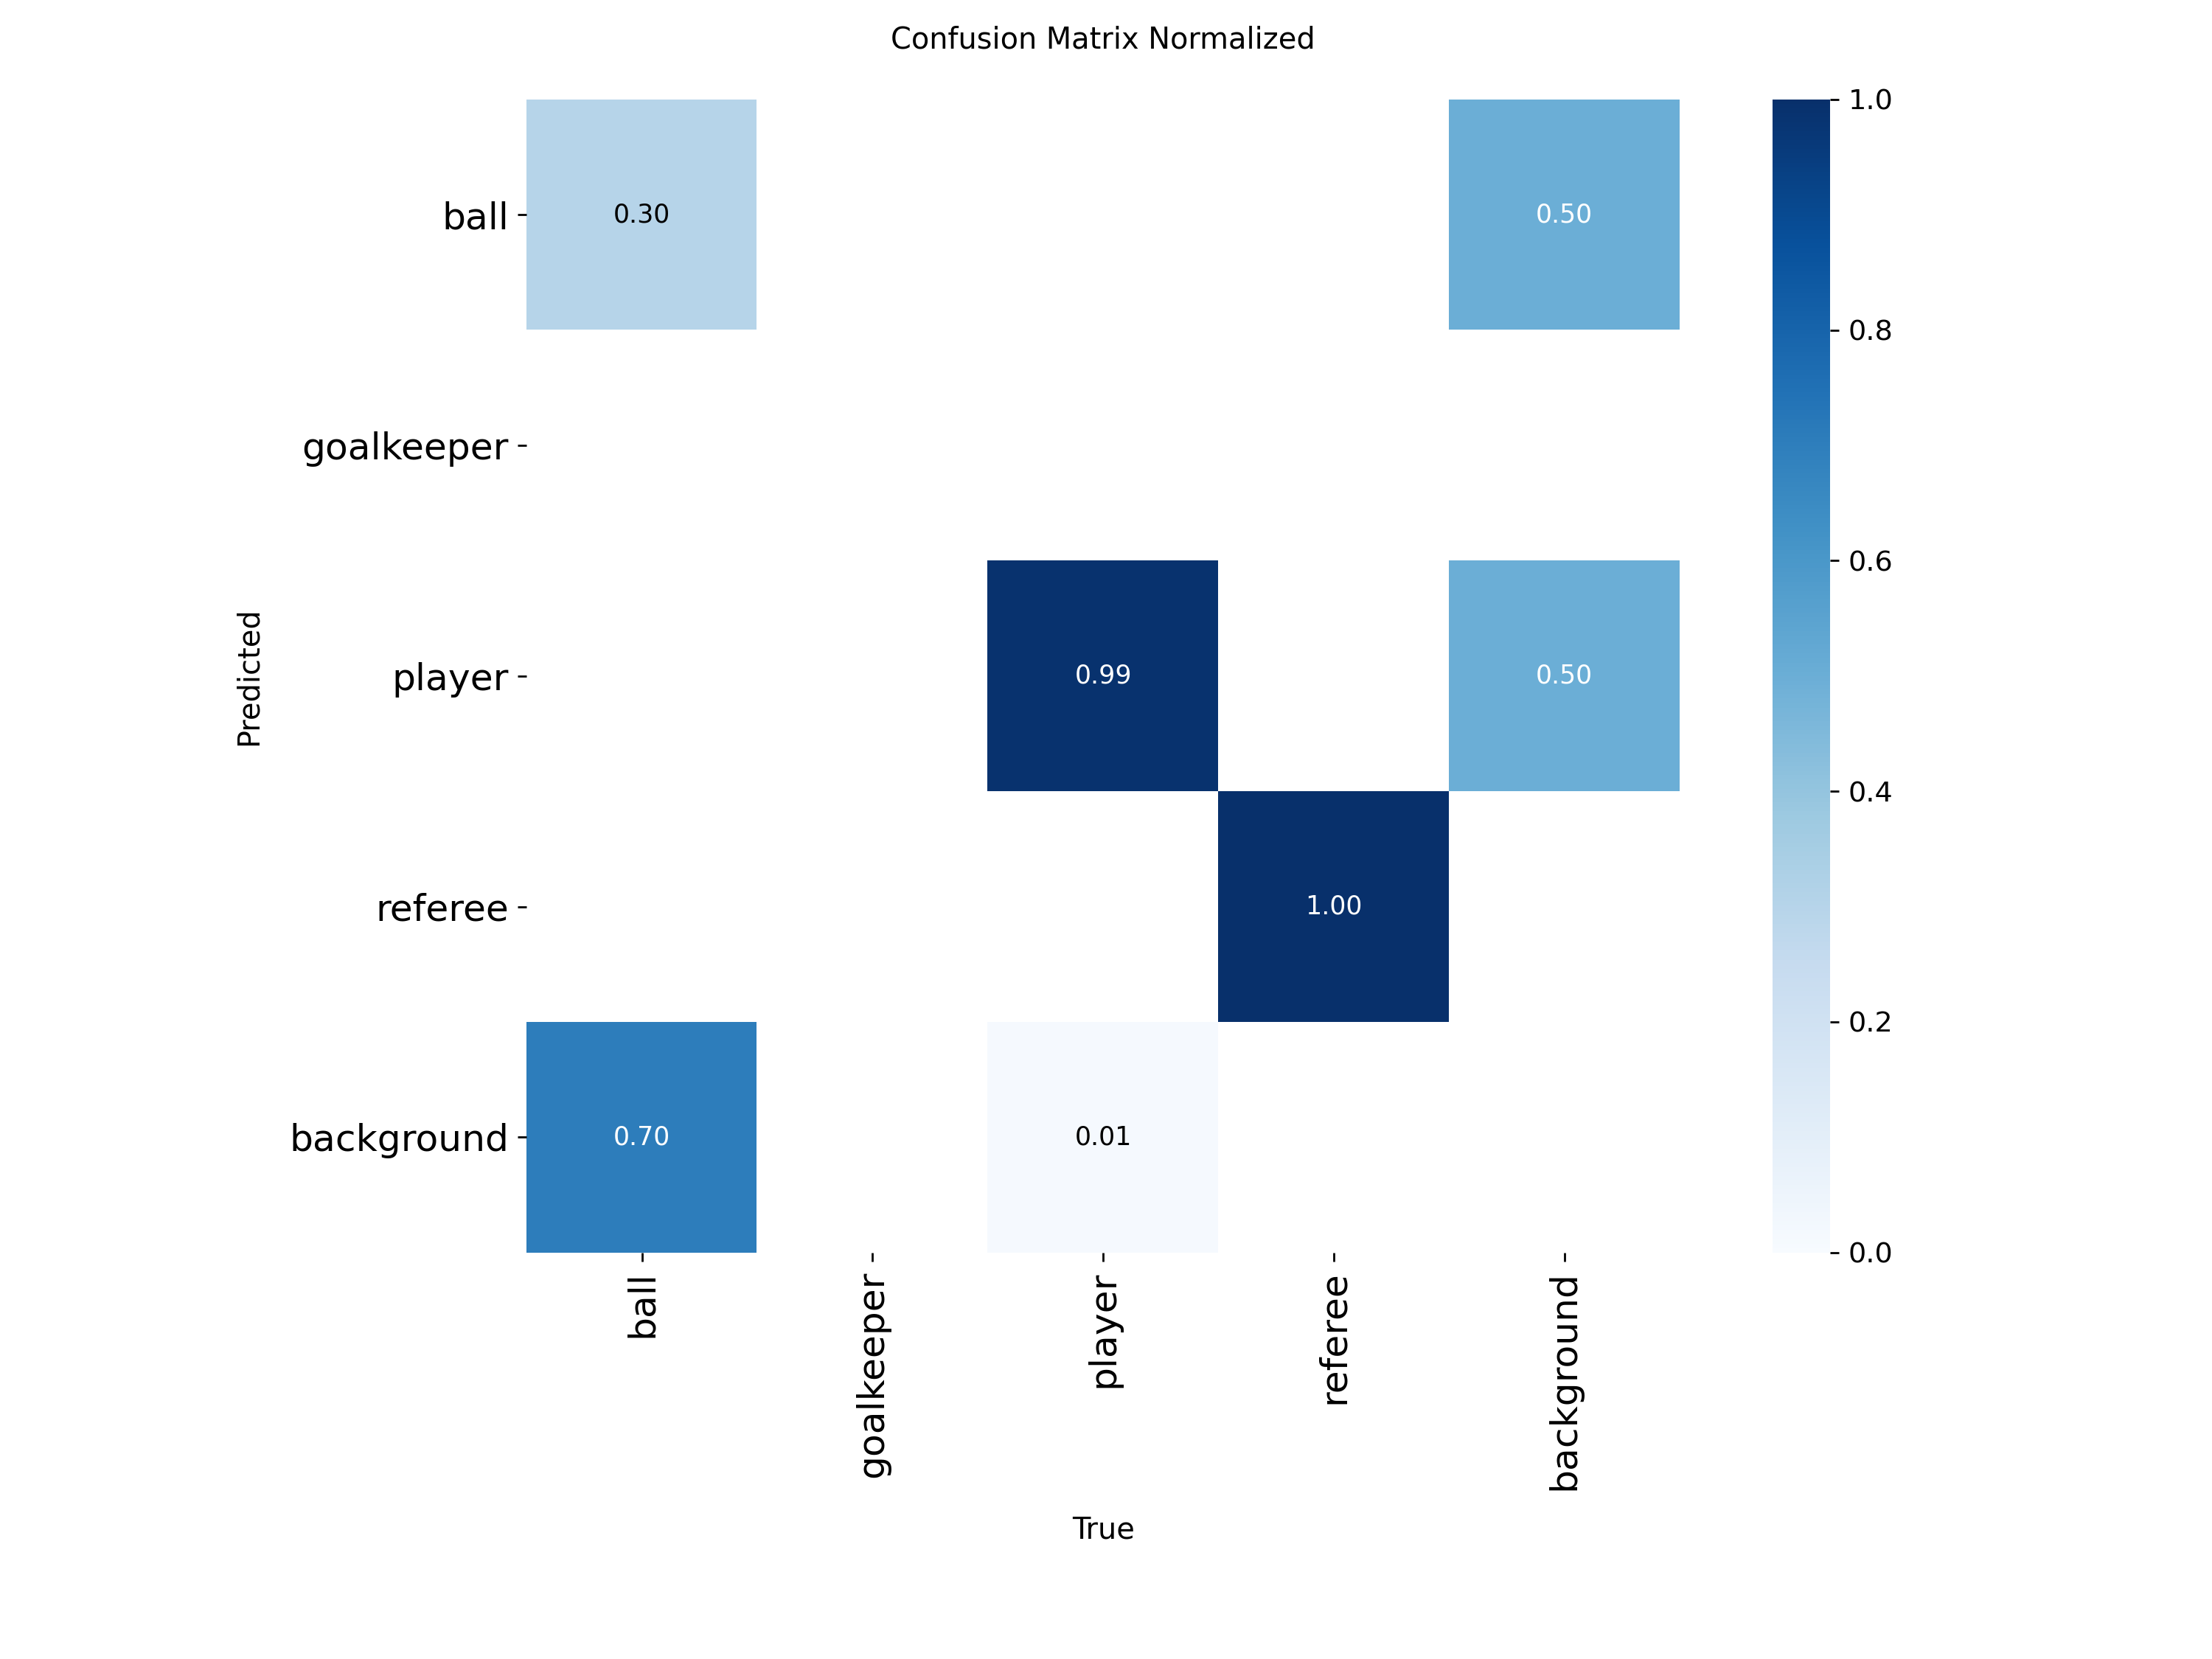 Confusion Matrix Normalized
ball
goalkeeper
player
referee
background
Predicted
0.30
0.50
0.99
0.50
1.00
0.70
0.01
1.0
0.8
0.6
0.4
0.2
0.0
ball
goalkeeper
player
referee
background
True